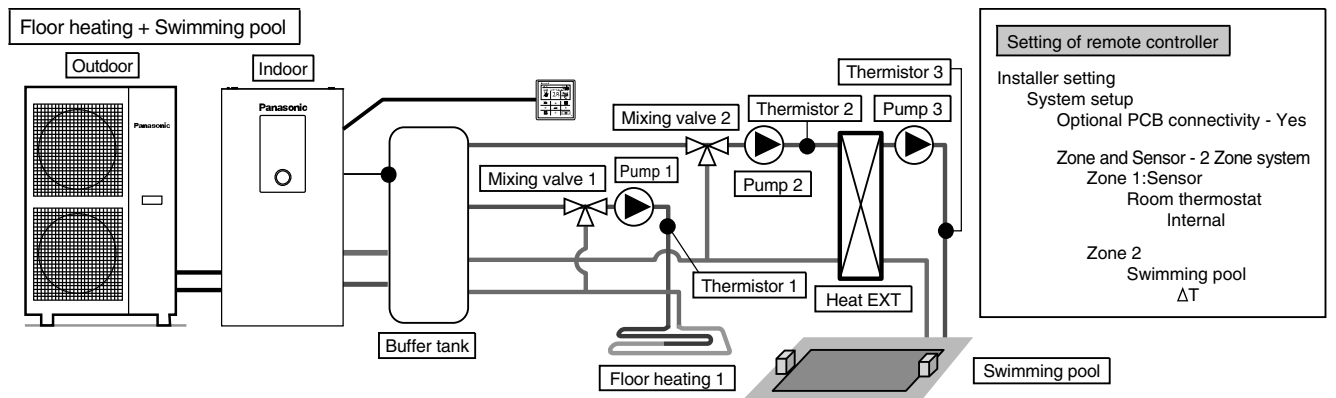 Floor heating + Swimming pool
Outdoor
Indoor
Panasonic
Panasonic
Mixing valve 1
Pump 1
Mixing valve 2
Thermistor 2
Pump 2
Thermistor 3
Pump 3
Thermistor 1
Heat EXT
Buffer tank
Floor heating 1
Swimming pool
Setting of remote controller
Installer setting
System setup
Optional PCB connectivity - Yes
Zone and Sensor - 2 Zone system
Zone 1:Sensor
Room thermostat
Internal
Zone 2
Swimming pool
ΔT